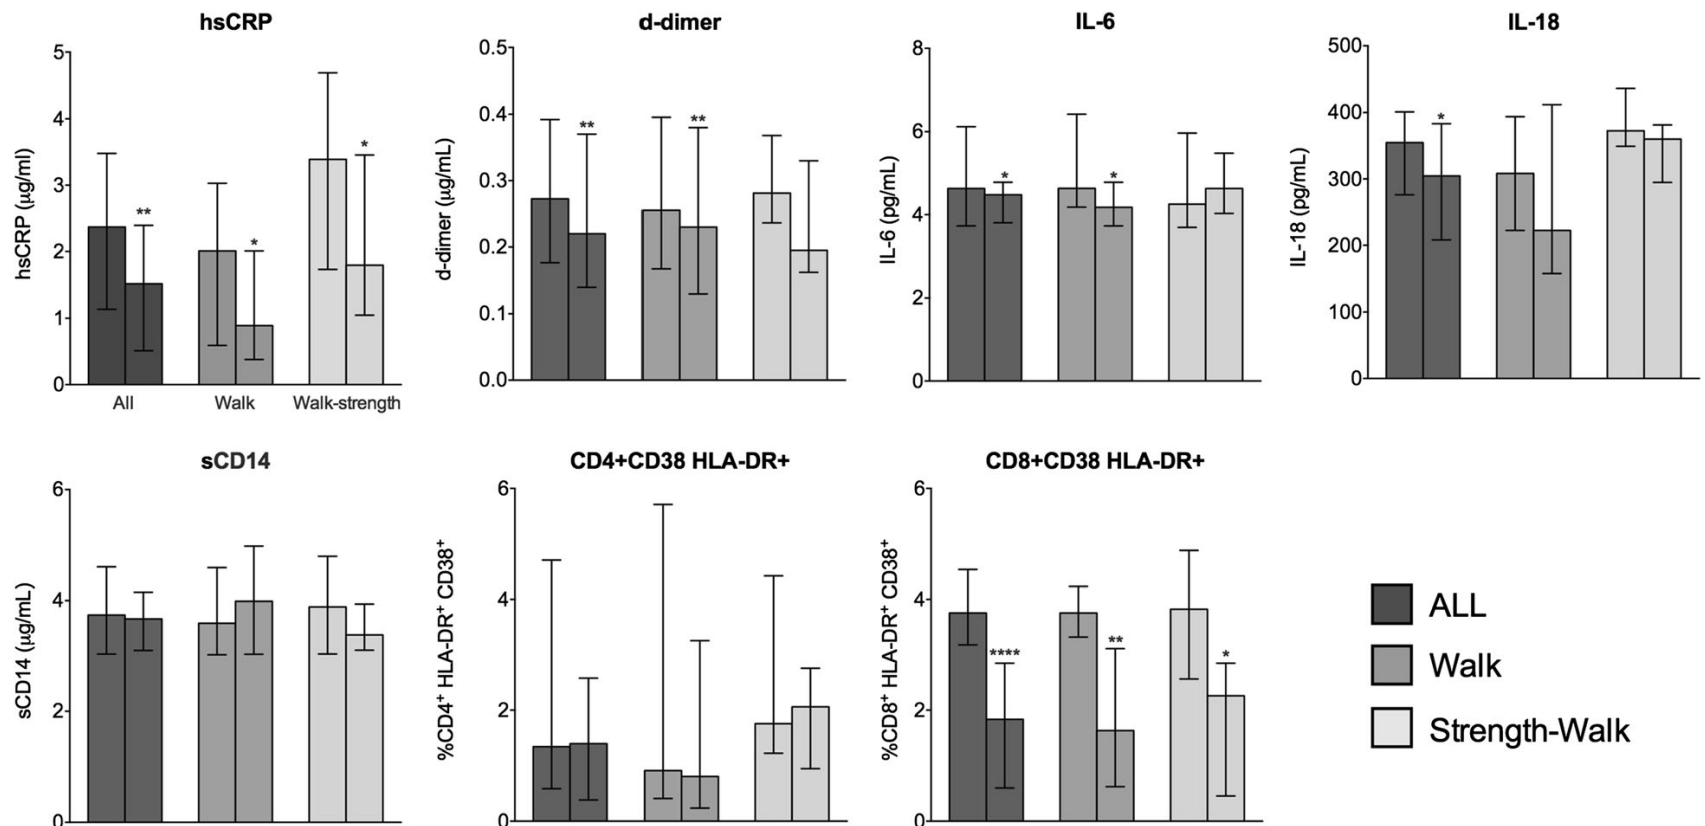 hsCRP
hsCRP (μg/ml)
5
4
3
2
1
0
**
*
*
All
Walk
Walk-strength
d-dimer
d-dimer (μg/mL)
0.5
0.4
0.3
0.2
0.1
0.0
**
**
IL-6
IL-6 (pg/mL)
8
6
4
2
0
*
*
IL-18
IL-18 (pg/mL)
500
400
300
200
100
0
*
sCD14
sCD14 (μg/mL)
6
4
2
0
CD4+CD38 HLA-DR+
%CD4⁺ HLA-DR⁺ CD38⁺
6
4
2
0
CD8+CD38 HLA-DR+
%CD8⁺ HLA-DR⁺ CD38⁺
6
4
2
0
****
**
*
ALL
Walk
Strength-Walk